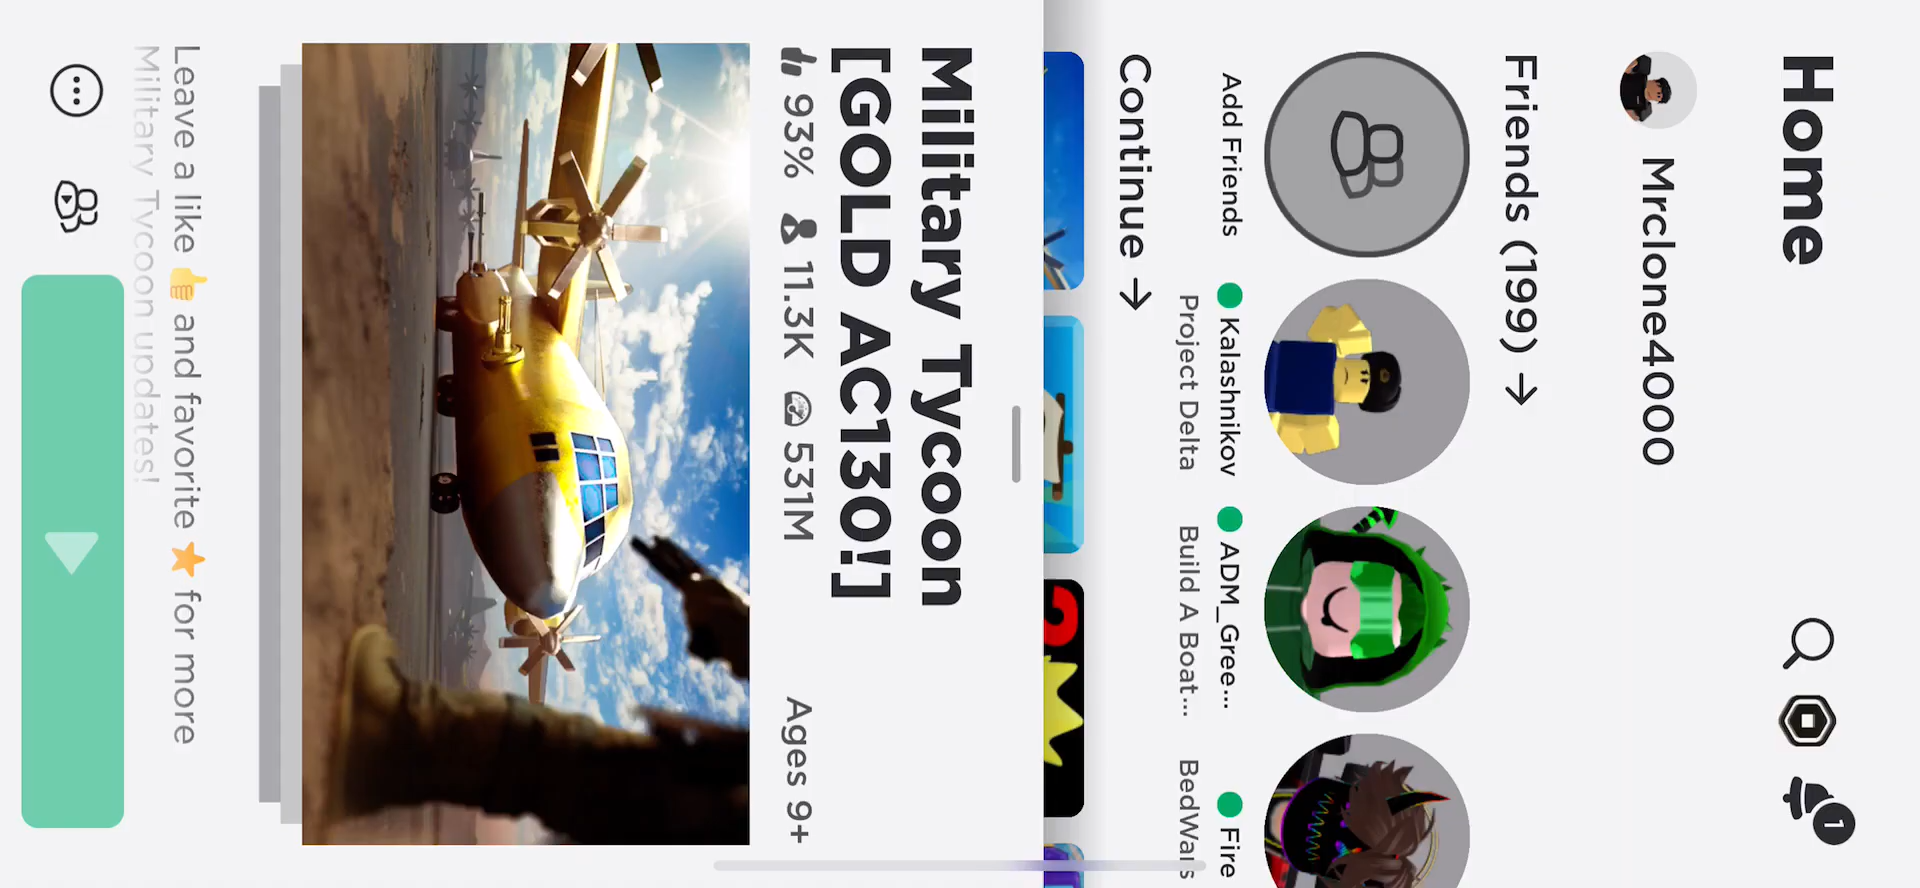 Home
1
Mrclone4000
Friends (199) →
Add Friends
Kalashnikov
Project Delta
ADM_Gree...
Build A Boat...
Fire
BedWars
Continue →
Military Tycoon
[GOLD AC130!]
93% 11.3K 531M Ages 9+
Leave a like 👍 and favorite ⭐ for more
Military Tycoon updates!